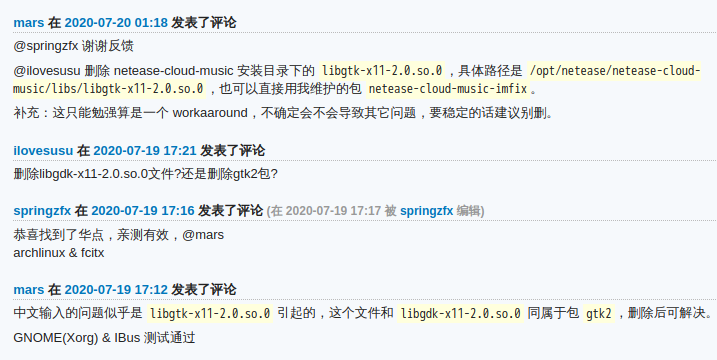 mars 在 2020-07-20 01:18 发表了评论
@springzfx 谢谢反馈
@ilovesusu 删除 netease-cloud-music 安装目录下的 libgtk-x11-2.0.so.0 ，具体路径是 /opt/netease/netease-cloud-
music/libs/libgtk-x11-2.0.so.0 ，也可以直接用我维护的包 netease-cloud-music-imfix 。
补充：这只能勉强算是一个 workaaround，不确定会不会导致其它问题，要稳定的话建议别删。
ilovesusu 在 2020-07-19 17:21 发表了评论
删除libgdk-x11-2.0.so.0文件?还是删除gtk2包?
springzfx 在 2020-07-19 17:16 发表了评论 (在 2020-07-19 17:17 被 springzfx 编辑)
恭喜找到了华点，亲测有效，@mars
archlinux & fcitx
mars 在 2020-07-19 17:12 发表了评论
中文输入的问题似乎是 libgtk-x11-2.0.so.0 引起的，这个文件和 libgdk-x11-2.0.so.0 同属于包 gtk2 ，删除后可解决。
GNOME(Xorg) & IBus 测试通过